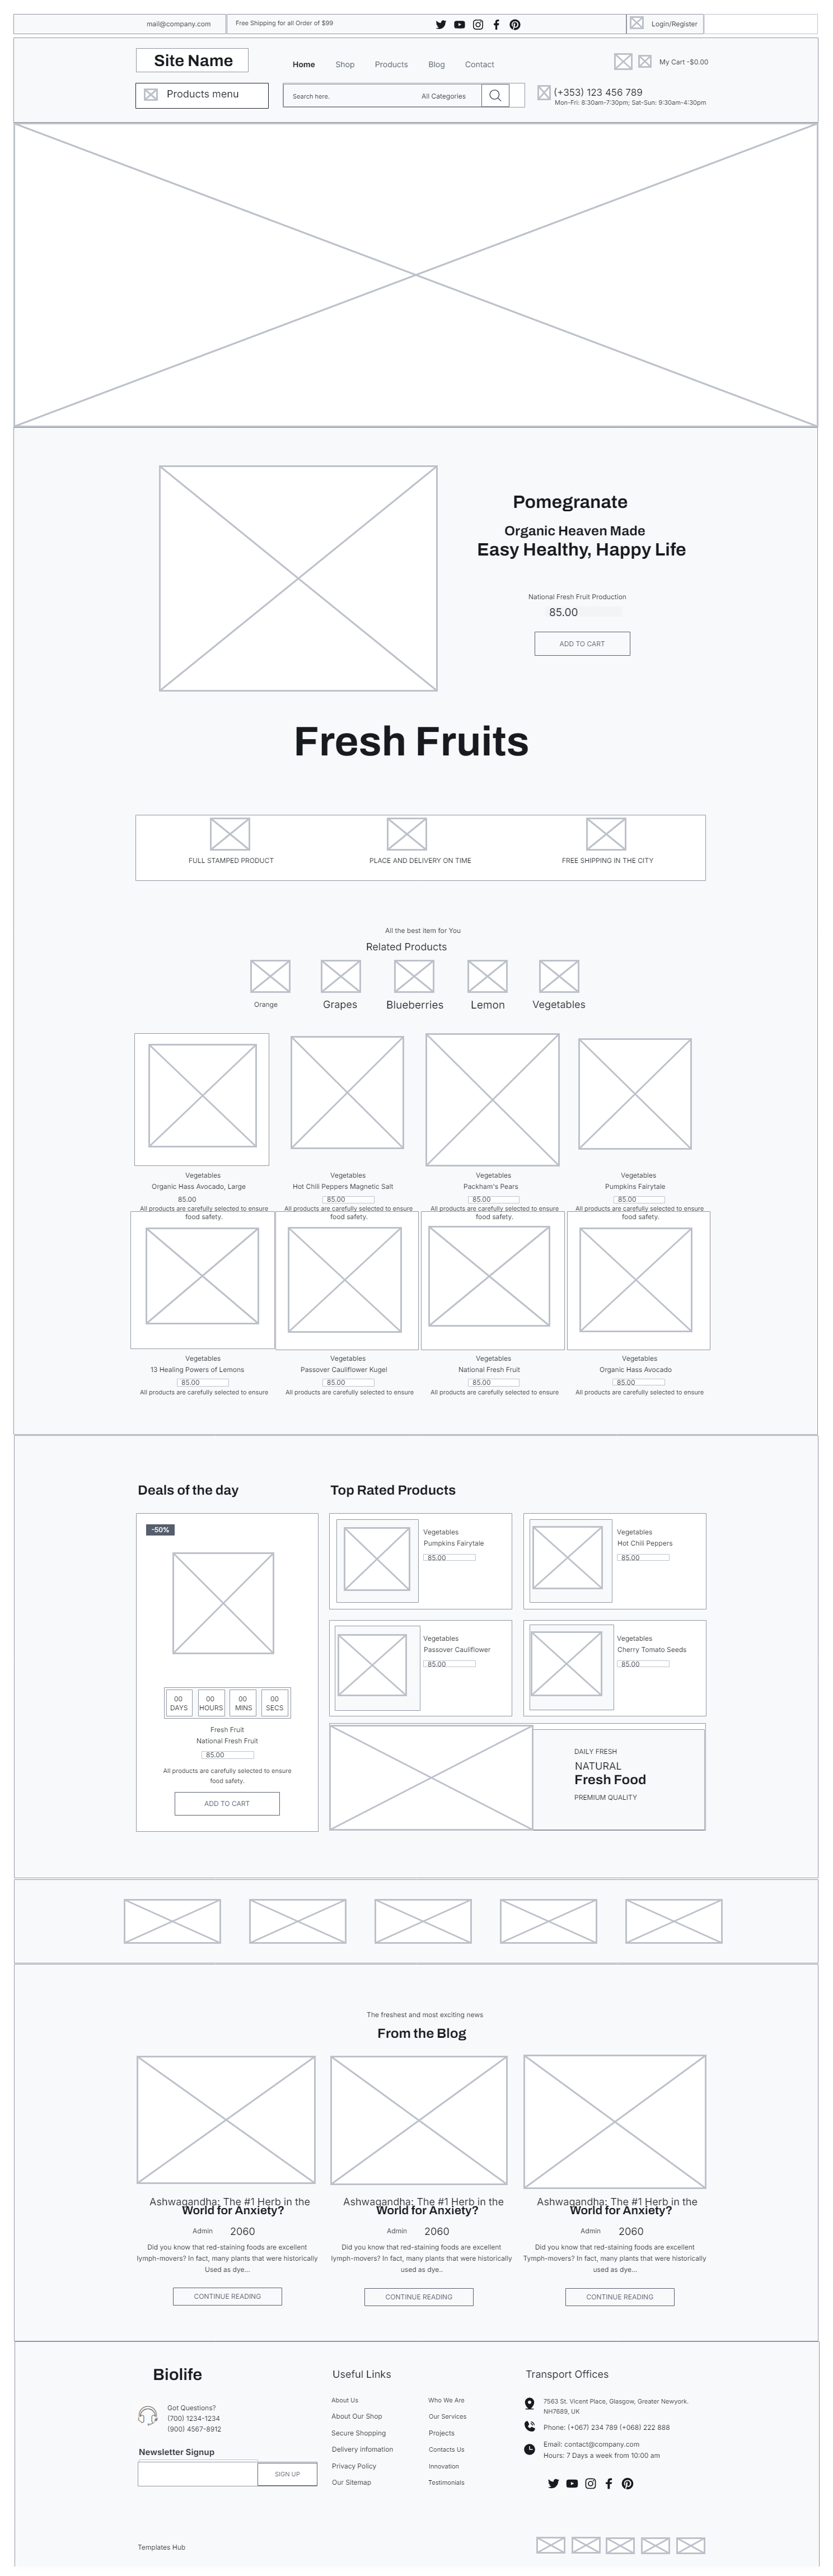 mail@company.com
Free Shipping for all Order of $99
Login/Register
Site Name
Home
Shop
Products
Blog
Contact
My Cart -$0.00
Products menu
Search here.
All Categories
(+353) 123 456 789
Mon-Fri: 8:30am-7:30pm; Sat-Sun: 9:30am-4:30pm
Pomegranate
Organic Heaven Made
Easy Healthy, Happy Life
National Fresh Fruit Production
85.00
ADD TO CART
Fresh Fruits
FULL STAMPED PRODUCT
PLACE AND DELIVERY ON TIME
FREE SHIPPING IN THE CITY
All the best item for You
Related Products
Orange
Grapes
Blueberries
Lemon
Vegetables
Vegetables
Organic Hass Avocado, Large
85.00
All products are carefully selected to ensure
food safety.
Vegetables
Hot Chili Peppers Magnetic Salt
85.00
All products are carefully selected to ensure
food safety.
Vegetables
Packham's Pears
85.00
All products are carefully selected to ensure
food safety.
Vegetables
Pumpkins Fairytale
85.00
All products are carefully selected to ensure
food safety.
Vegetables
13 Healing Powers of Lemons
85.00
All products are carefully selected to ensure
Vegetables
Passover Cauliflower Kugel
85.00
All products are carefully selected to ensure
Vegetables
National Fresh Fruit
85.00
All products are carefully selected to ensure
Vegetables
Organic Hass Avocado
85.00
All products are carefully selected to ensure
Deals of the day
-50%
00
DAYS
00
HOURS
00
MINS
00
SECS
Fresh Fruit
National Fresh Fruit
85.00
All products are carefully selected to ensure
food safety.
ADD TO CART
Top Rated Products
Vegetables
Pumpkins Fairytale
85.00
Vegetables
Hot Chili Peppers
85.00
Vegetables
Passover Cauliflower
85.00
Vegetables
Cherry Tomato Seeds
85.00
DAILY FRESH
NATURAL
Fresh Food
PREMIUM QUALITY
The freshest and most exciting news
From the Blog
Ashwagandha: The #1 Herb in the
World for Anxiety?
Admin
2060
Did you know that red-staining foods are excellent
lymph-movers? In fact, many plants that were historically
Used as dye...
CONTINUE READING
Ashwagandha: The #1 Herb in the
World for Anxiety?
Admin
2060
Did you know that red-staining foods are excellent
lymph-movers? In fact, many plants that were historically
use as dye..
CONTINUE READING
Ashwagandha: The #1 Herb in the
World for Anxiety?
Admin
2060
Did you know that red-staining foods are excellent
Tymph-movers? In fact, many plants that were historically
used as dye...
CONTINUE READING
Biolife
Got Questions?
(700) 1234-1234
(900) 4567-8912
Newsletter Signup
SIGN UP
Useful Links
About Us
About Our Shop
Secure Shopping
Delivery infomation
Privacy Policy
Our Sitemap
Who We Are
Our Services
Projects
Contacts Us
Innovation
Testimonials
Transport Offices
7563 St. Vicent Place, Glasgow, Greater Newyork.
NH7689, UK
Phone: (+067) 234 789 (+068) 222 888
Email: contact@company.com
Hours: 7 Days a week from 10:00 am
Templates Hub